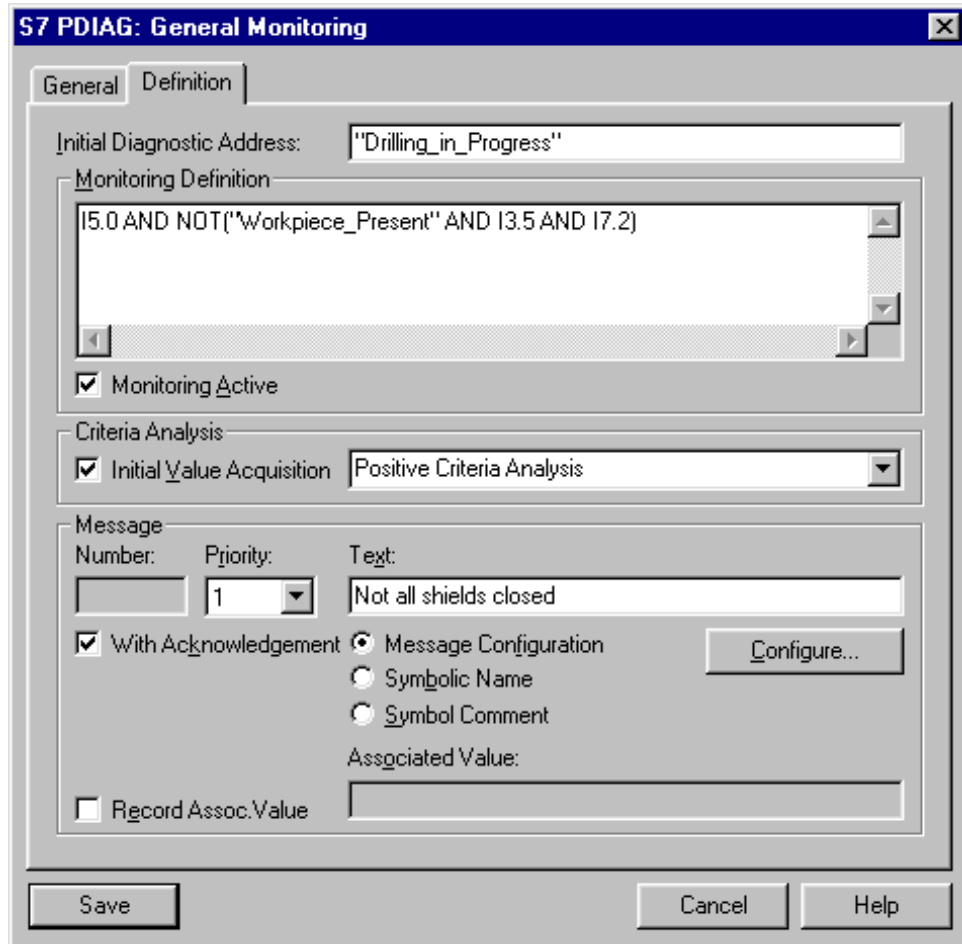 S7 PDIAG: General Monitoring
General Definition
Initial Diagnostic Address: "Drilling_in_Progress"
Monitoring Definition
I5.0 AND NOT("Workpiece_Present" AND I3.5 AND I7.2)
Monitoring Active
Criteria Analysis
Initial Value Acquisition Positive Criteria Analysis
Message
Number: Priority: Text:
1 Not all shields closed
With Acknowledgement Message Configuration Configure...
Symbolic Name
Symbol Comment
Associated Value:
Record Assoc.Value
Save Cancel Help